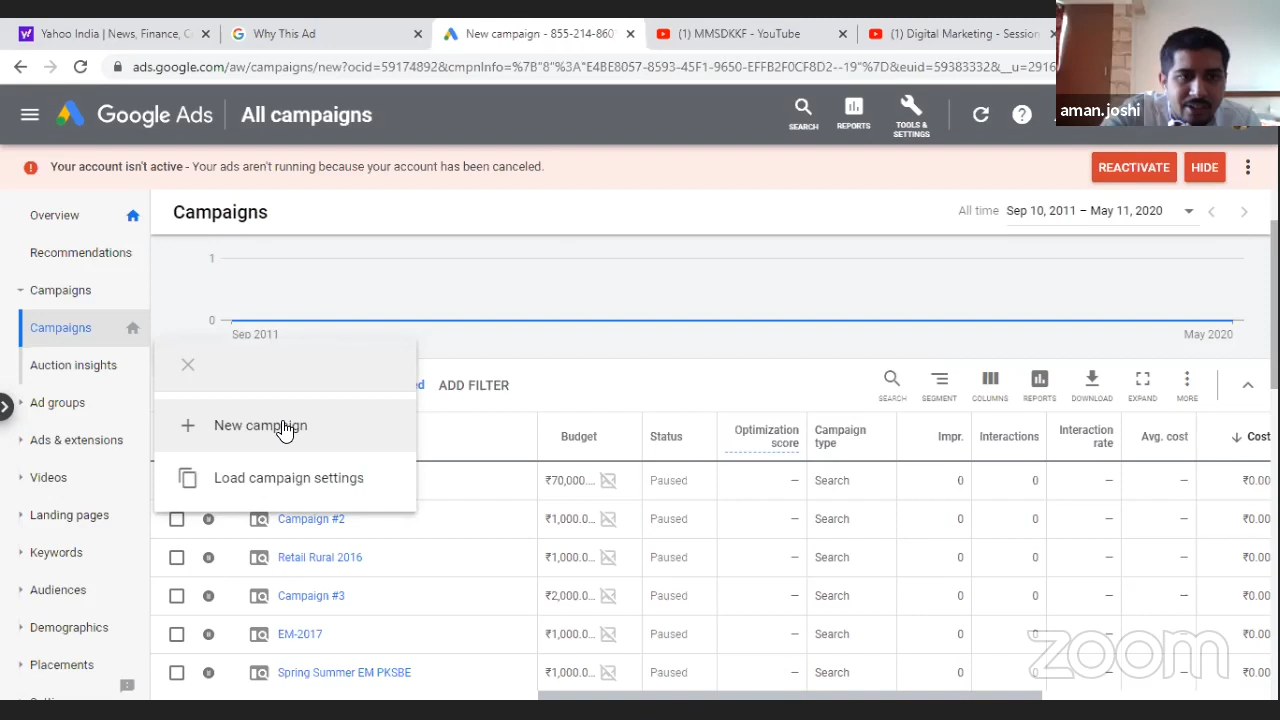 Yahoo India | News, Finance, C
Why This Ad
New campaign - 855-214-860
(1) MMSDKKF - YouTube
(1) Digital Marketing - Session
ads.google.com/aw/campaigns/new?ocid=59174892&cmpnInfo=%7B"8"%3A"E4BE8057-8593-45F1-9650-EFFB2F0CF8D2--19"%7D&euid=59383332&__u=2916
aman.joshi
Google Ads
All campaigns
SEARCH
REPORTS
TOOLS &
SETTINGS
Your account isn't active - Your ads aren't running because your account has been canceled.
REACTIVATE
HIDE
Overview
Recommendations
Campaigns
Campaigns
Auction insights
Ad groups
Ads & extensions
Videos
Landing pages
Keywords
Audiences
Demographics
Placements
Campaigns
All time
Sep 10, 2011 – May 11, 2020
1
0
Sep 2011
May 2020
New campaign
Load campaign settings
ADD FILTER
SEARCH
SEGMENT
COLUMNS
REPORTS
DOWNLOAD
EXPAND
MORE
Budget
Status
Optimization
score
Campaign
type
Impr.
Interactions
Interaction
rate
Avg. cost
Cost
₹70,000.... Paused – Search 0 0 – – ₹0.00
Campaign #2 ₹1,000.0... Paused – Search 0 0 – – ₹0.00
Retail Rural 2016 ₹1,000.0... Paused – Search 0 0 – – ₹0.00
Campaign #3 ₹2,000.0... Paused – Search 0 0 – – ₹0.00
EM-2017 ₹1,000.0... Paused – Search 0 0 – – ₹0.00
Spring Summer EM PKSBE ₹1,000.0... Paused – Search 0 0 – – ₹0.00
zoom